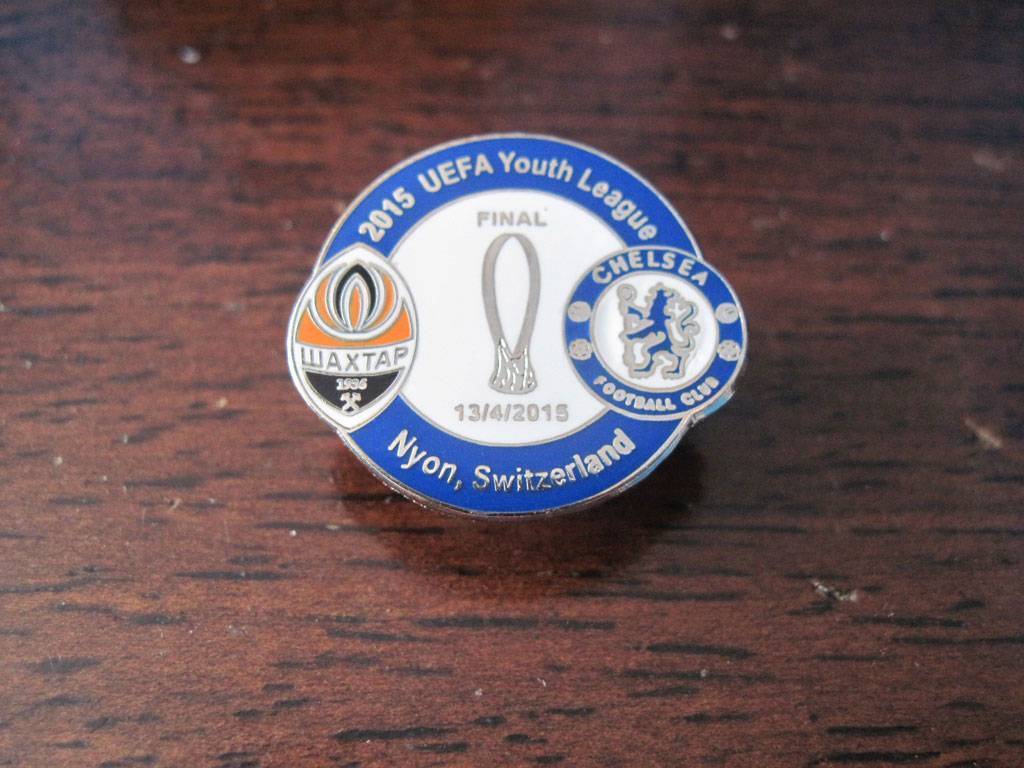 2015 UEFA Youth League
FINAL
ШАХТАР
1936
CHELSEA
FOOTBALL CLUB
13/4/2015
Nyon, Switzerland